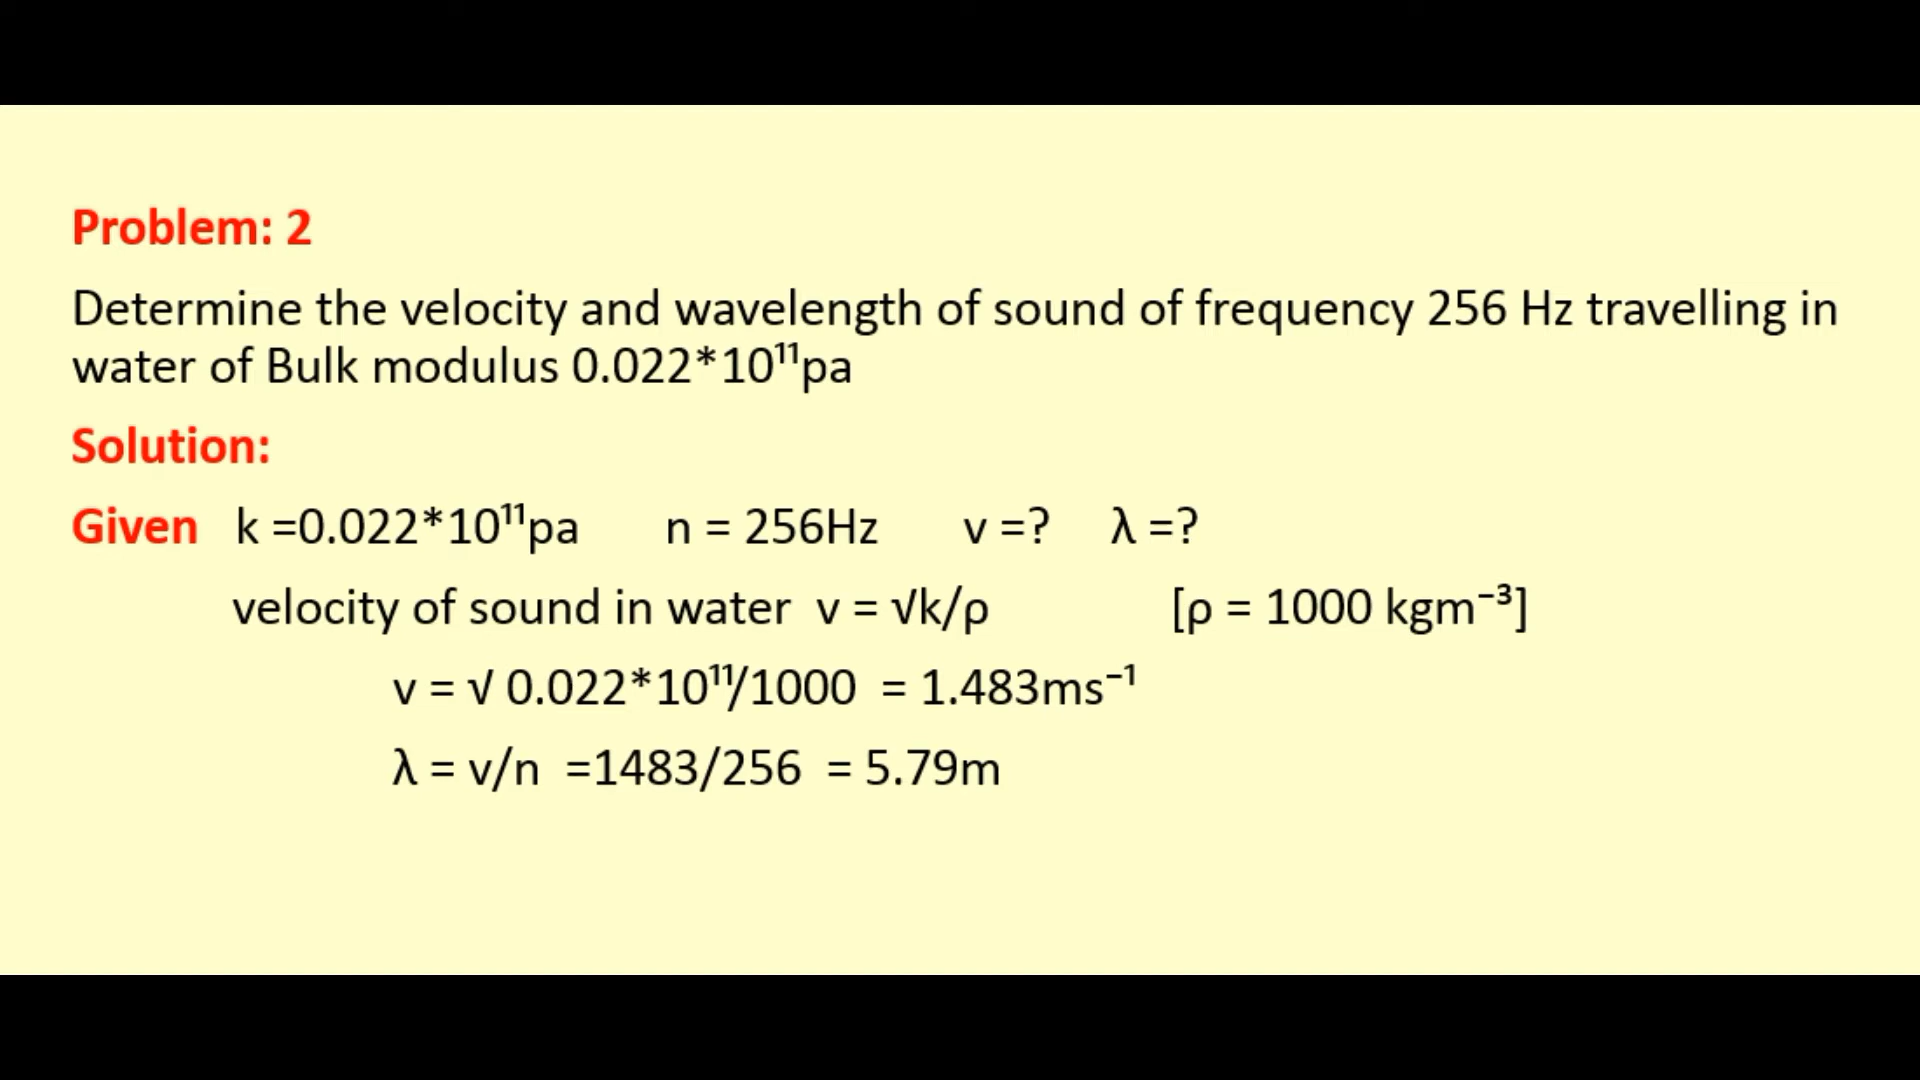 Problem: 2
Determine the velocity and wavelength of sound of frequency 256 Hz travelling in
water of Bulk modulus 0.022*10¹¹pa
Solution:
Given k =0.022*10¹¹pa n = 256Hz v =? λ =?
velocity of sound in water v = √k/ρ [ρ = 1000 kgm⁻³]
v = √ 0.022*10¹¹/1000 = 1.483ms⁻¹
λ = v/n =1483/256 = 5.79m